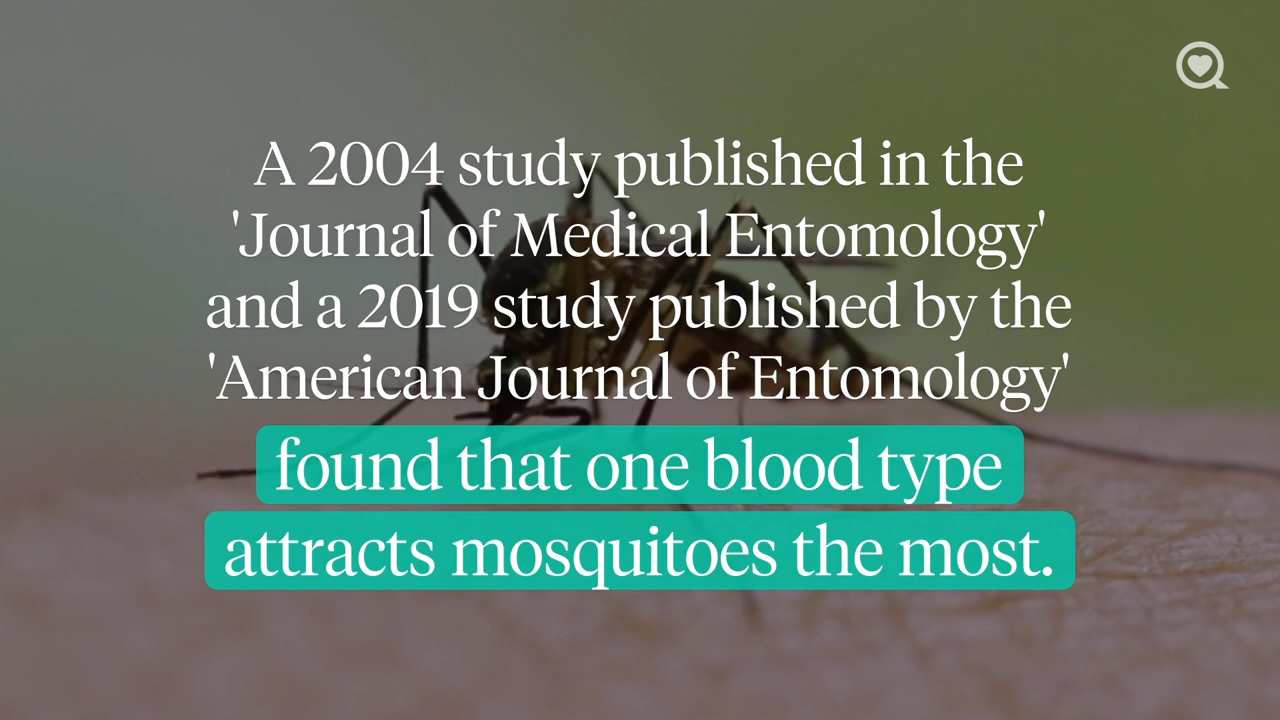 A 2004 study published in the
'Journal of Medical Entomology'
and a 2019 study published by the
'American Journal of Entomology'
found that one blood type
attracts mosquitoes the most.